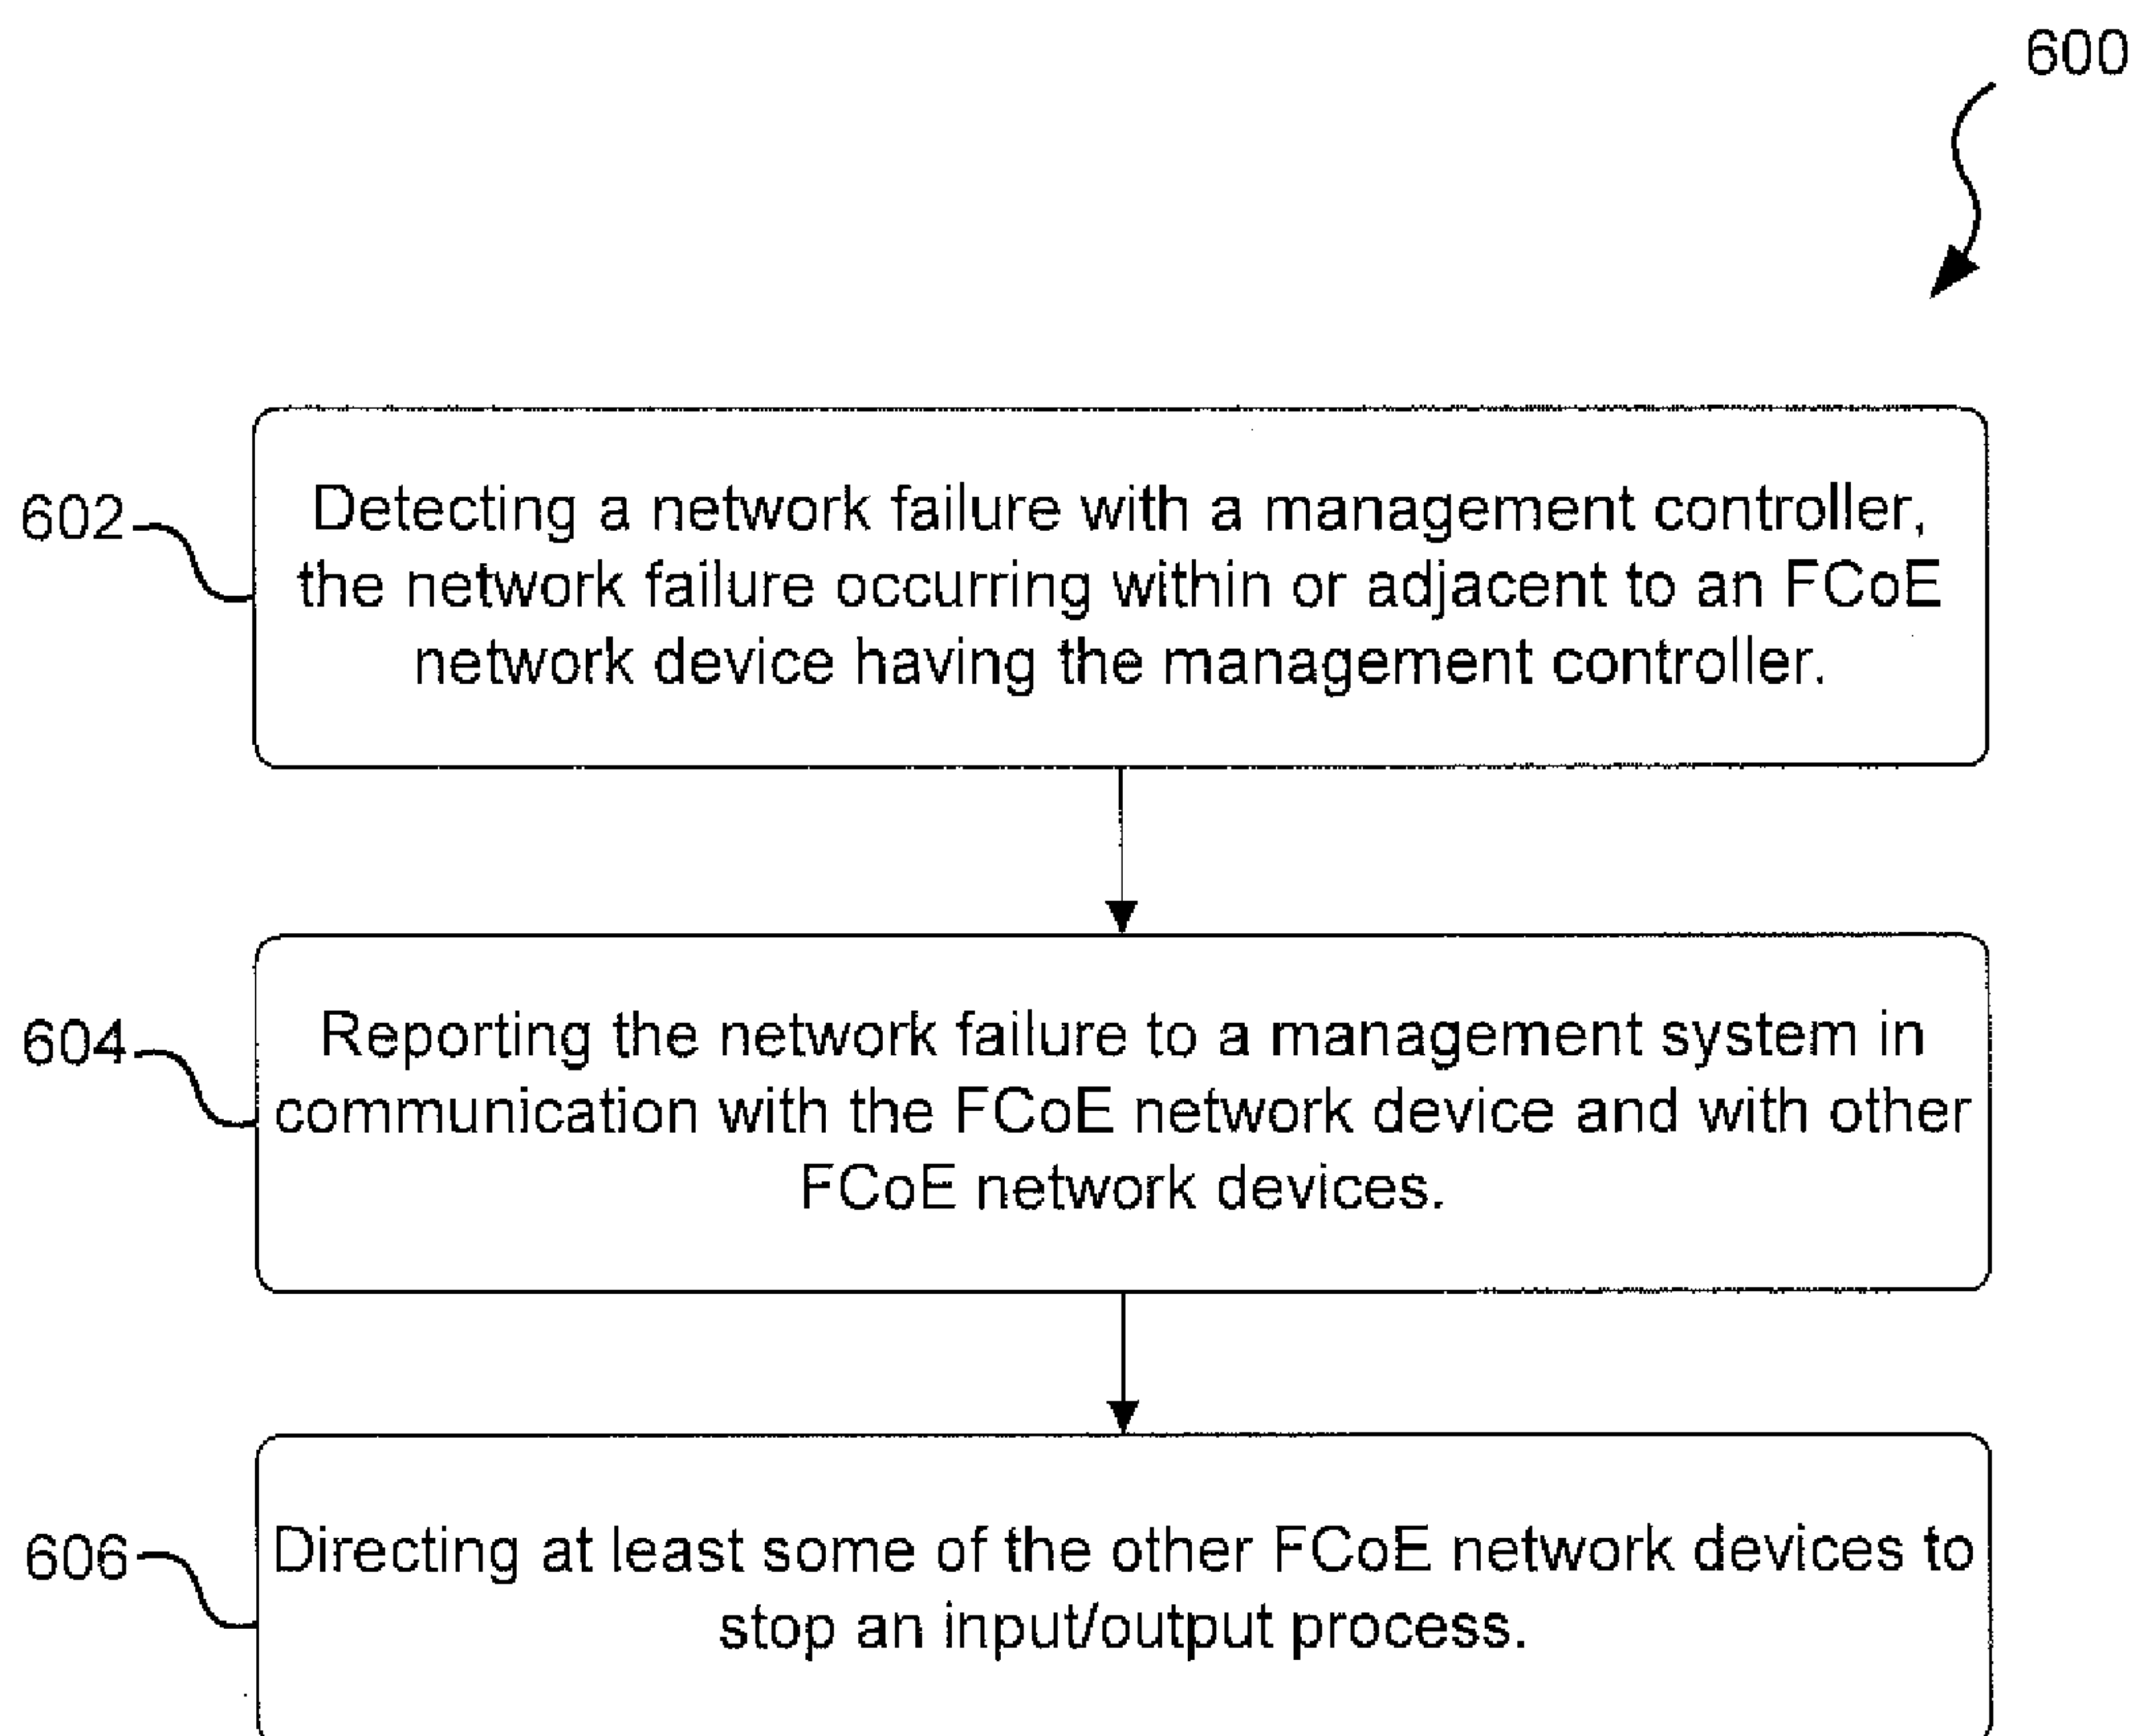 600
602
Detecting a network failure with a management controller,
the network failure occurring within or adjacent to an FCoE
network device having the management controller.
604
Reporting the network failure to a management system in
communication with the FCoE network device and with other
FCoE network devices.
606
Directing at least some of the other FCoE network devices to
stop an input/output process.